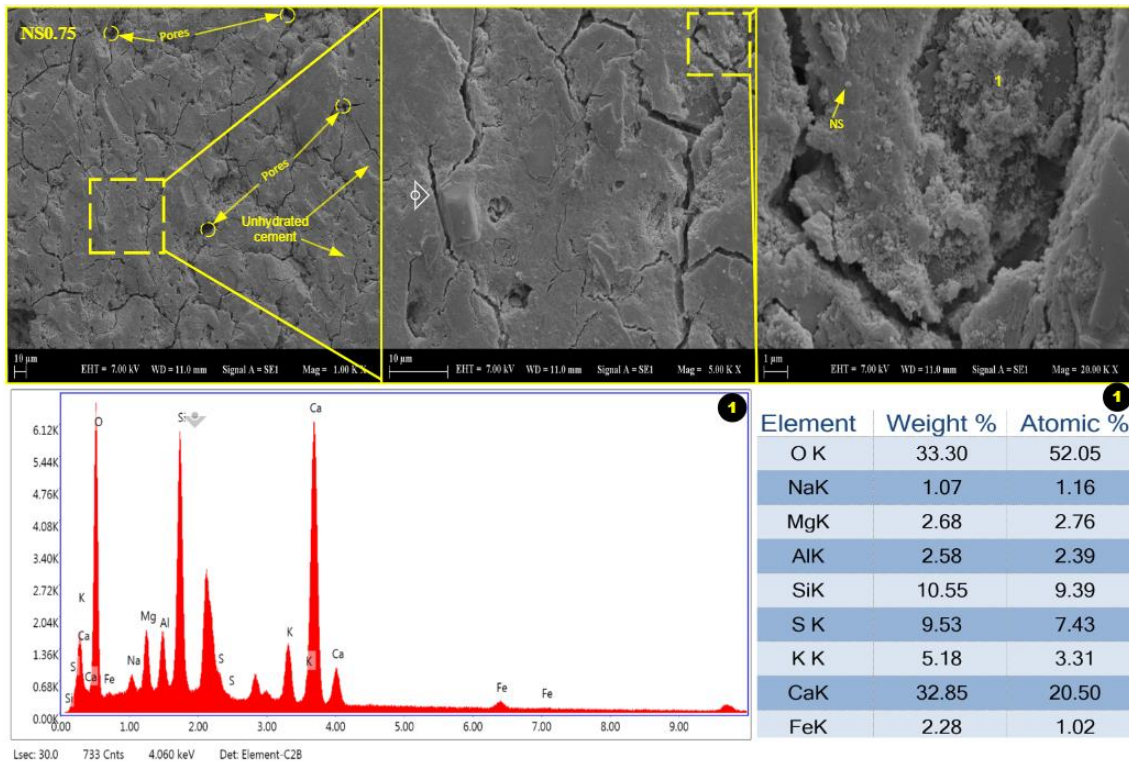 NS0.75
Pores
Pores
Unhydrated
cement
10 µm
EHT = 7.00 kV WD = 11.0 mm Signal A = SE1 Mag = 1.00 K X
10 µm
EHT = 7.00 kV WD = 11.0 mm Signal A = SE1 Mag = 5.00 K X
NS
1
1 µm
EHT = 7.00 kV WD = 11.0 mm Signal A = SE1 Mag = 20.00 K X
1
6.12K
5.44K
4.76K
4.08K
3.40K
2.72K
2.04K
1.36K
0.68K
0.00K
0.00 1.00 2.00 3.00 4.00 5.00 6.00 7.00 8.00 9.00
K
Ca
S
Si
Ca
O
Fe
Na
Mg
Al
Si
S
S
K
K
Ca
Ca
Fe
Fe
Lsec: 30.0 733 Cnts 4.060 keV Det: Element-C2B
1
Element Weight % Atomic %
O K 33.30 52.05
NaK 1.07 1.16
MgK 2.68 2.76
AlK 2.58 2.39
SiK 10.55 9.39
S K 9.53 7.43
K K 5.18 3.31
CaK 32.85 20.50
FeK 2.28 1.02